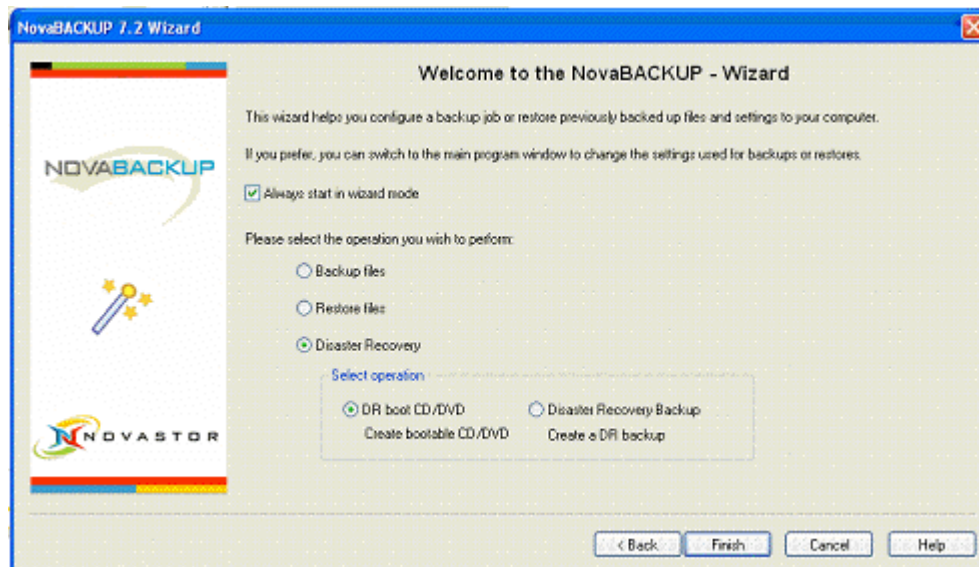 NovaBACKUP 7.2 Wizard
Welcome to the NovaBACKUP - Wizard
This wizard helps you configure a backup job or restore previously backed up files and settings to your computer.
If you prefer, you can switch to the main program window to change the settings used for backups or restores.
NOVABACKUP
Always start in wizard mode
Please select the operation you wish to perform:
Backup files
Restore files
Disaster Recovery
Select operation
DR boot CD/DVD
Disaster Recovery Backup
Create bootable CD/DVD
Create a DR backup
NOVASTOR
< Back
Finish
Cancel
Help